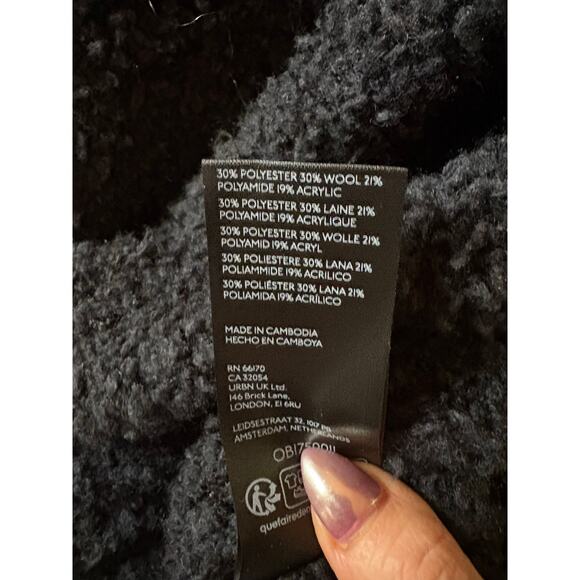 30% POLYESTER 30% WOOL 21%
POLYAMIDE 19% ACRYLIC
30% POLYESTER 30% LAINE 21%
POLYAMIDE 19% ACRYLIQUE
30% POLYESTER 30% WOLLE 21%
POLYAMID 19% ACRYL
30% POLIESTERE 30% LANA 21%
POLIAMMIDE 19% ACRILICO
30% POLIÉSTER 30% LANA 21%
POLIAMIDA 19% ACRÍLICO
MADE IN CAMBODIA
HECHO EN CAMBOYA
RN 66170
CA 32054
URBN UK Ltd.
146 Brick Lane,
LONDON, E1 6RU
LEIDSESTRAAT 32, 1017 PB
AMSTERDAM, NETHERLANDS